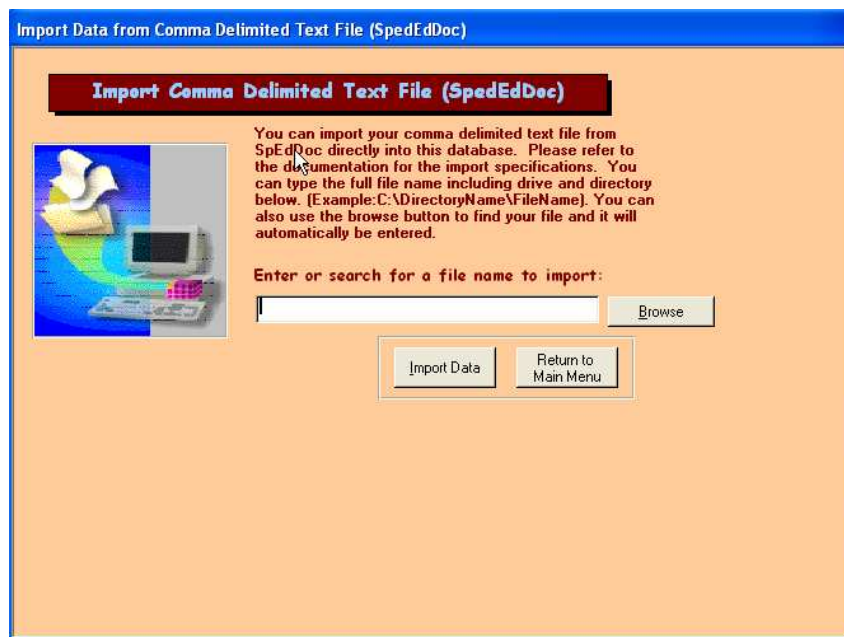 Import Data from Comma Delimited Text File (SpedEdDoc)
Import Comma Delimited Text File (SpedEdDoc)
You can import your comma delimited text file from
SpEdDoc directly into this database. Please refer to
the documentation for the import specifications. You
can type the full file name including drive and directory
below. (Example:C:\DirectoryName\FileName). You can
also use the browse button to find your file and it will
automatically be entered.
Enter or search for a file name to import:
Browse
Import Data
Return to
Main Menu